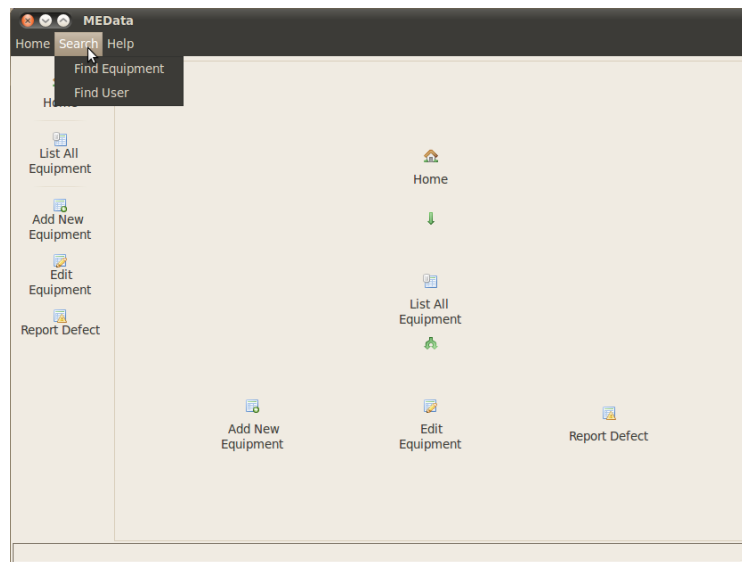 MEData
Home Search Help
Find Equipment
Find User
Home
List All
Equipment
Add New
Equipment
Edit
Equipment
Report Defect
Home
List All
Equipment
Add New
Equipment
Edit
Equipment
Report Defect